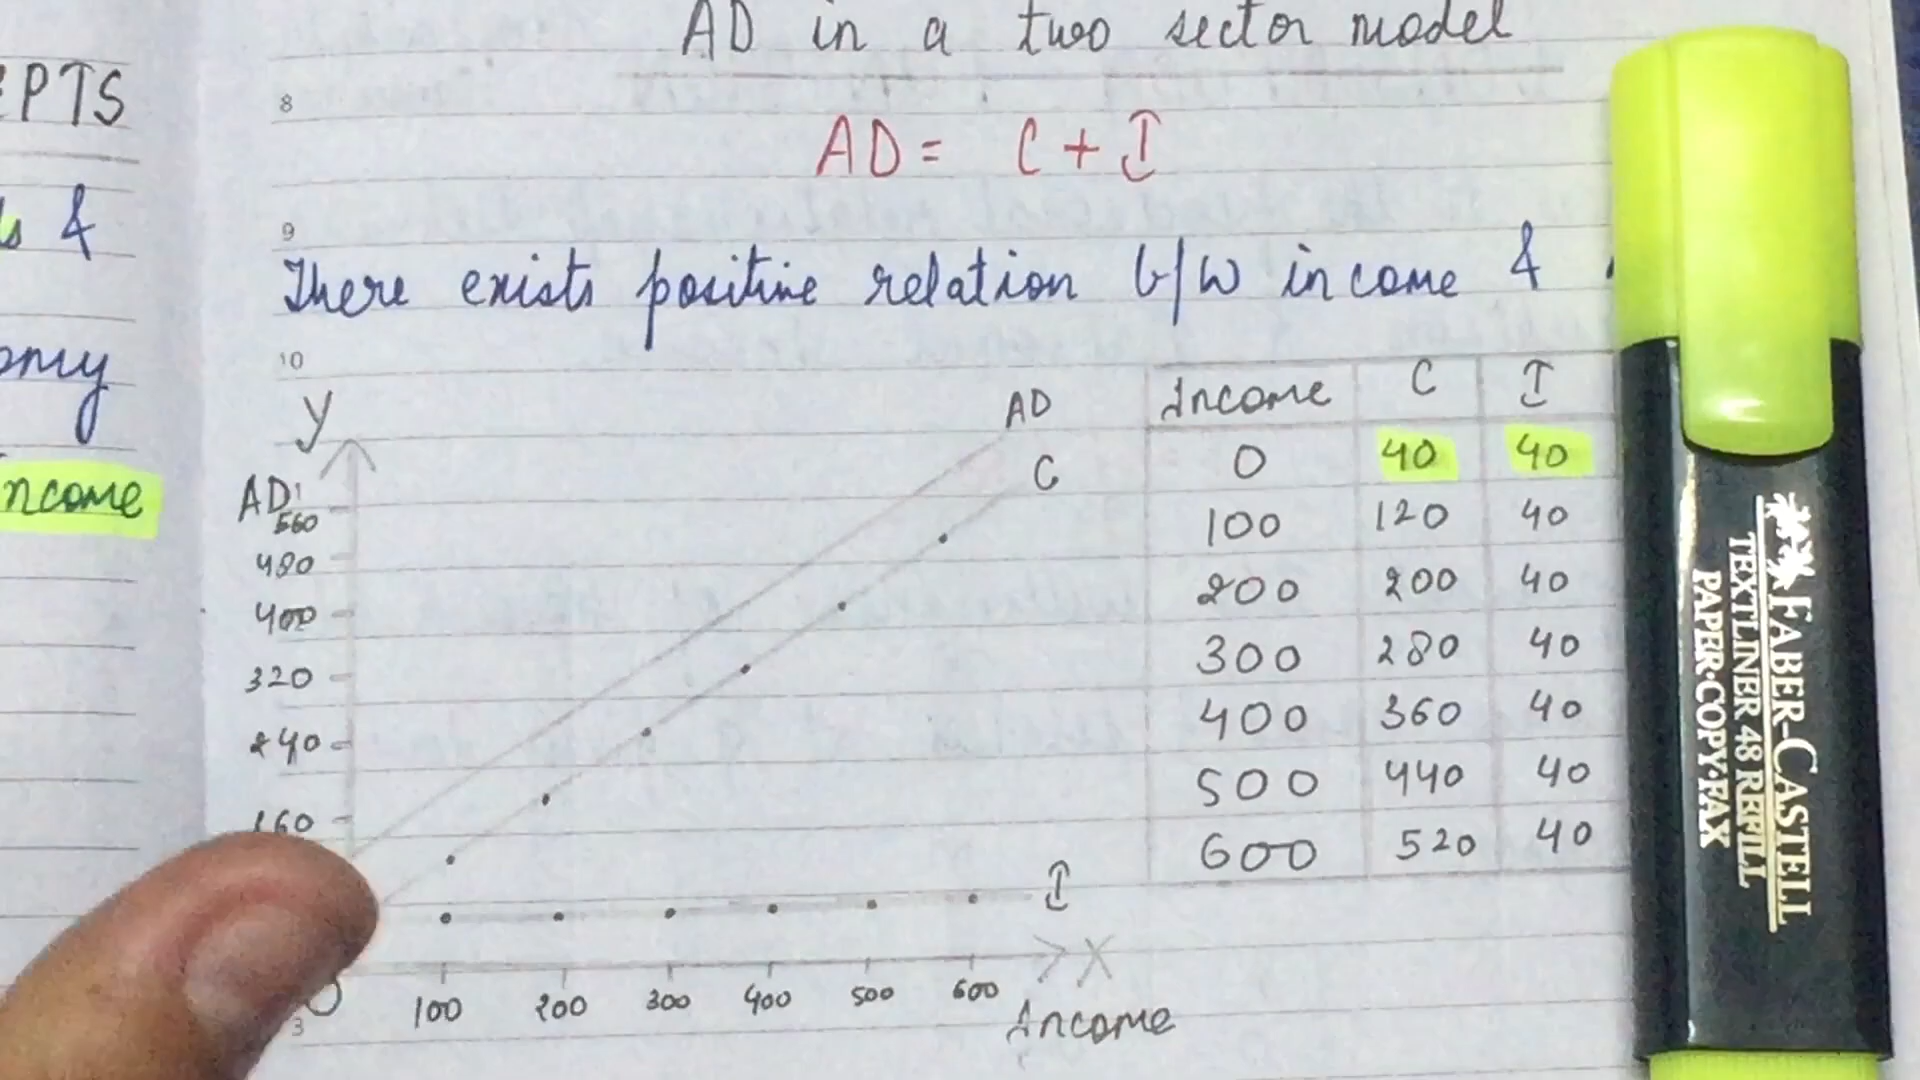 AD in a two sector model
EPTS
8
AD = C + I
&
9
There exists positive relation b/w income &
omy
10
ncome
Y
AD
C
AD
560
480
400
320
240
160
I
O
X
100 200 300 400 500 600
Income
3
Income C I
0 40 40
100 120 40
200 200 40
300 280 40
400 360 40
500 440 40
600 520 40
FABER-CASTELL
TEXTLINER 48 REFILL
PAPER·COPY·FAX